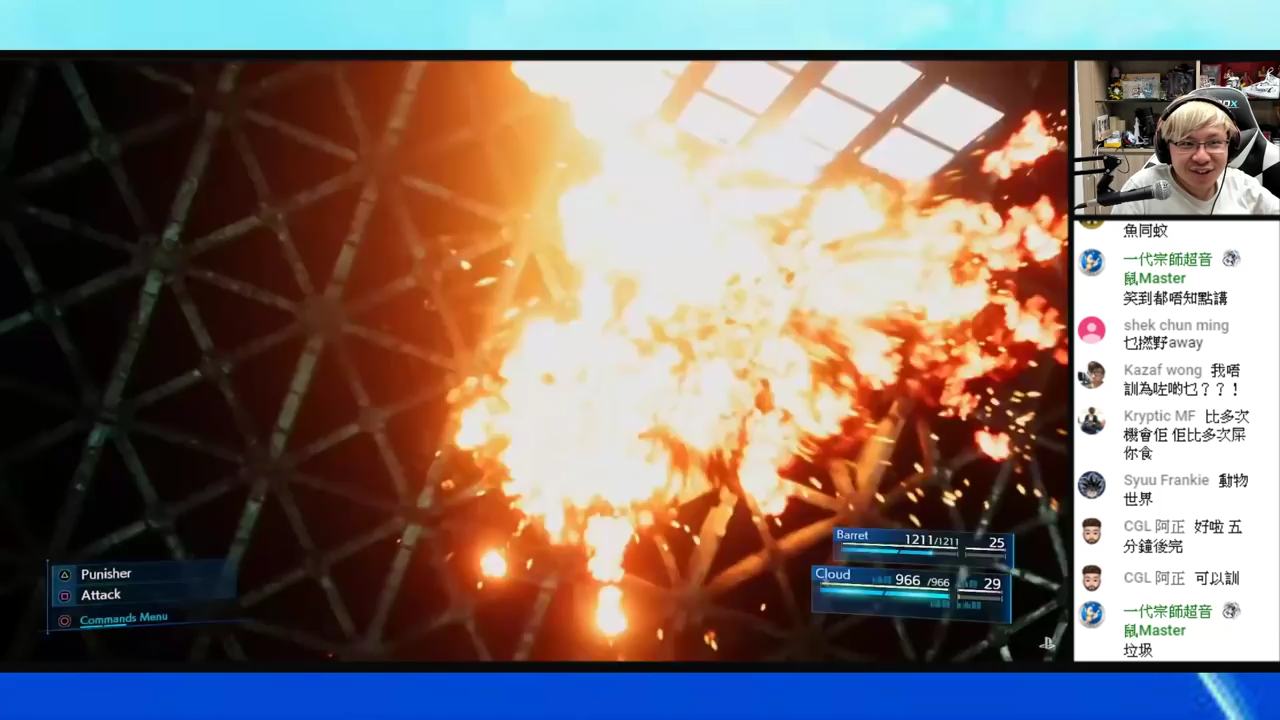 Punisher
Attack
Commands Menu
Barret 1211/1211 25
Cloud 966/966 29
魚同蚊
一代宗師超音
鼠Master
笑到都唔知點講
shek chun ming
乜撚野away
Kazaf wong 我唔
訓為咗啲乜？？！
Kryptic MF 比多次
機會佢 佢比多次屎
你食
Syuu Frankie 動物
世界
CGL 阿正 好啦 五
分鐘後完
CGL 阿正 可以訓
一代宗師超音
鼠Master
垃圾